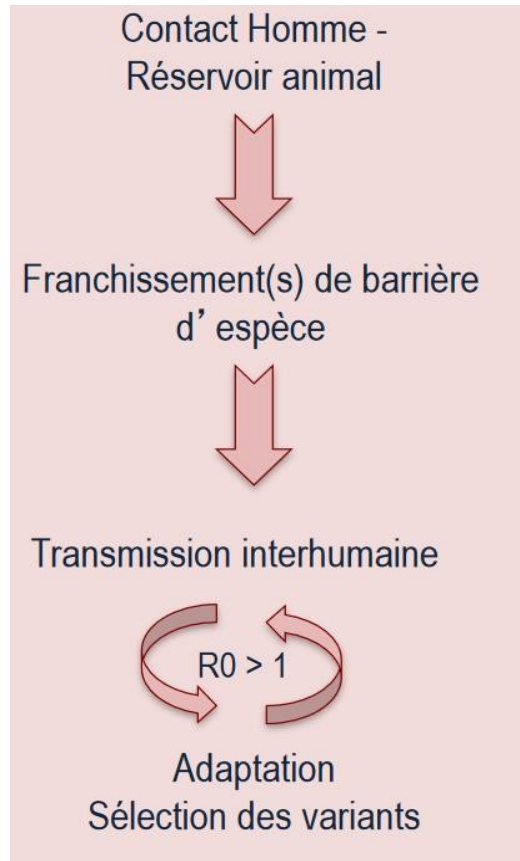 Contact Homme -
Réservoir animal
Franchissement(s) de barrière
d’ espèce
Transmission interhumaine
R0 > 1
Adaptation
Sélection des variants